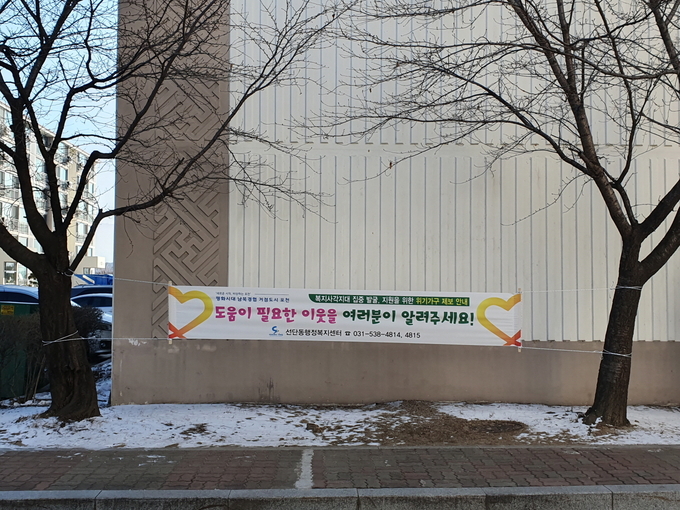 평화시대 남북경협 거점도시 포천
복지사각지대 집중 발굴, 지원을 위한 위기가구 제보 안내
도움이 필요한 이웃을 여러분이 알려주세요!
선단동행정복지센터 ☎ 031-538-4814, 4815